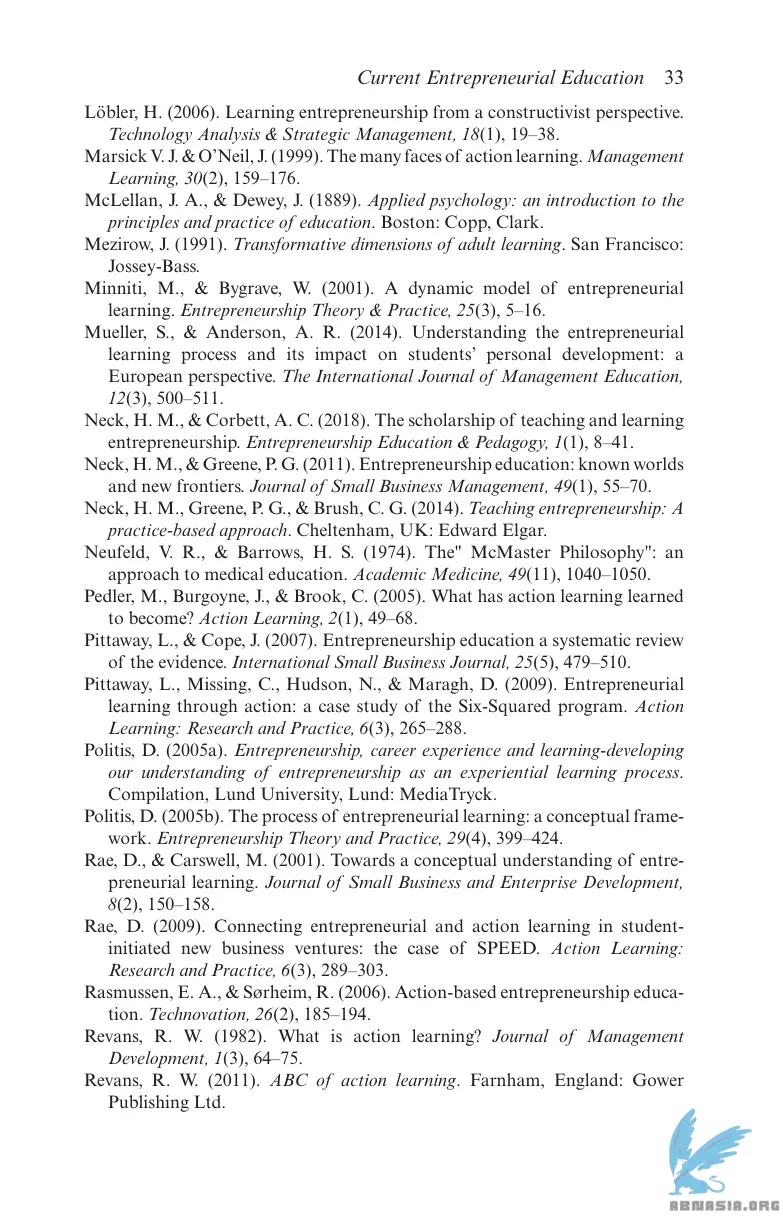 Current Entrepreneurial Education 33
Löbler, H. (2006). Learning entrepreneurship from a constructivist perspective.
Technology Analysis & Strategic Management, 18(1), 19–38.
Marsick V. J. & O’Neil, J. (1999). The many faces of action learning. Management
Learning, 30(2), 159–176.
McLellan, J. A., & Dewey, J. (1889). Applied psychology: an introduction to the
principles and practice of education. Boston: Copp, Clark.
Mezirow, J. (1991). Transformative dimensions of adult learning. San Francisco:
Jossey-Bass.
Minniti, M., & Bygrave, W. (2001). A dynamic model of entrepreneurial
learning. Entrepreneurship Theory & Practice, 25(3), 5–16.
Mueller, S., & Anderson, A. R. (2014). Understanding the entrepreneurial
learning process and its impact on students’ personal development: a
European perspective. The International Journal of Management Education,
12(3), 500–511.
Neck, H. M., & Corbett, A. C. (2018). The scholarship of teaching and learning
entrepreneurship. Entrepreneurship Education & Pedagogy, 1(1), 8–41.
Neck, H. M., & Greene, P. G. (2011). Entrepreneurship education: known worlds
and new frontiers. Journal of Small Business Management, 49(1), 55–70.
Neck, H. M., Greene, P. G., & Brush, C. G. (2014). Teaching entrepreneurship: A
practice-based approach. Cheltenham, UK: Edward Elgar.
Neufeld, V. R., & Barrows, H. S. (1974). The" McMaster Philosophy": an
approach to medical education. Academic Medicine, 49(11), 1040–1050.
Pedler, M., Burgoyne, J., & Brook, C. (2005). What has action learning learned
to become? Action Learning, 2(1), 49–68.
Pittaway, L., & Cope, J. (2007). Entrepreneurship education a systematic review
of the evidence. International Small Business Journal, 25(5), 479–510.
Pittaway, L., Missing, C., Hudson, N., & Maragh, D. (2009). Entrepreneurial
learning through action: a case study of the Six-Squared program. Action
Learning: Research and Practice, 6(3), 265–288.
Politis, D. (2005a). Entrepreneurship, career experience and learning-developing
our understanding of entrepreneurship as an experiential learning process.
Compilation, Lund University, Lund: MediaTryck.
Politis, D. (2005b). The process of entrepreneurial learning: a conceptual frame-
work. Entrepreneurship Theory and Practice, 29(4), 399–424.
Rae, D., & Carswell, M. (2001). Towards a conceptual understanding of entre-
preneurial learning. Journal of Small Business and Enterprise Development,
8(2), 150–158.
Rae, D. (2009). Connecting entrepreneurial and action learning in student-
initiated new business ventures: the case of SPEED. Action Learning:
Research and Practice, 6(3), 289–303.
Rasmussen, E. A., & Sørheim, R. (2006). Action-based entrepreneurship educa-
tion. Technovation, 26(2), 185–194.
Revans, R. W. (1982). What is action learning? Journal of Management
Development, 1(3), 64–75.
Revans, R. W. (2011). ABC of action learning. Farnham, England: Gower
Publishing Ltd.
ABNASIA.ORG